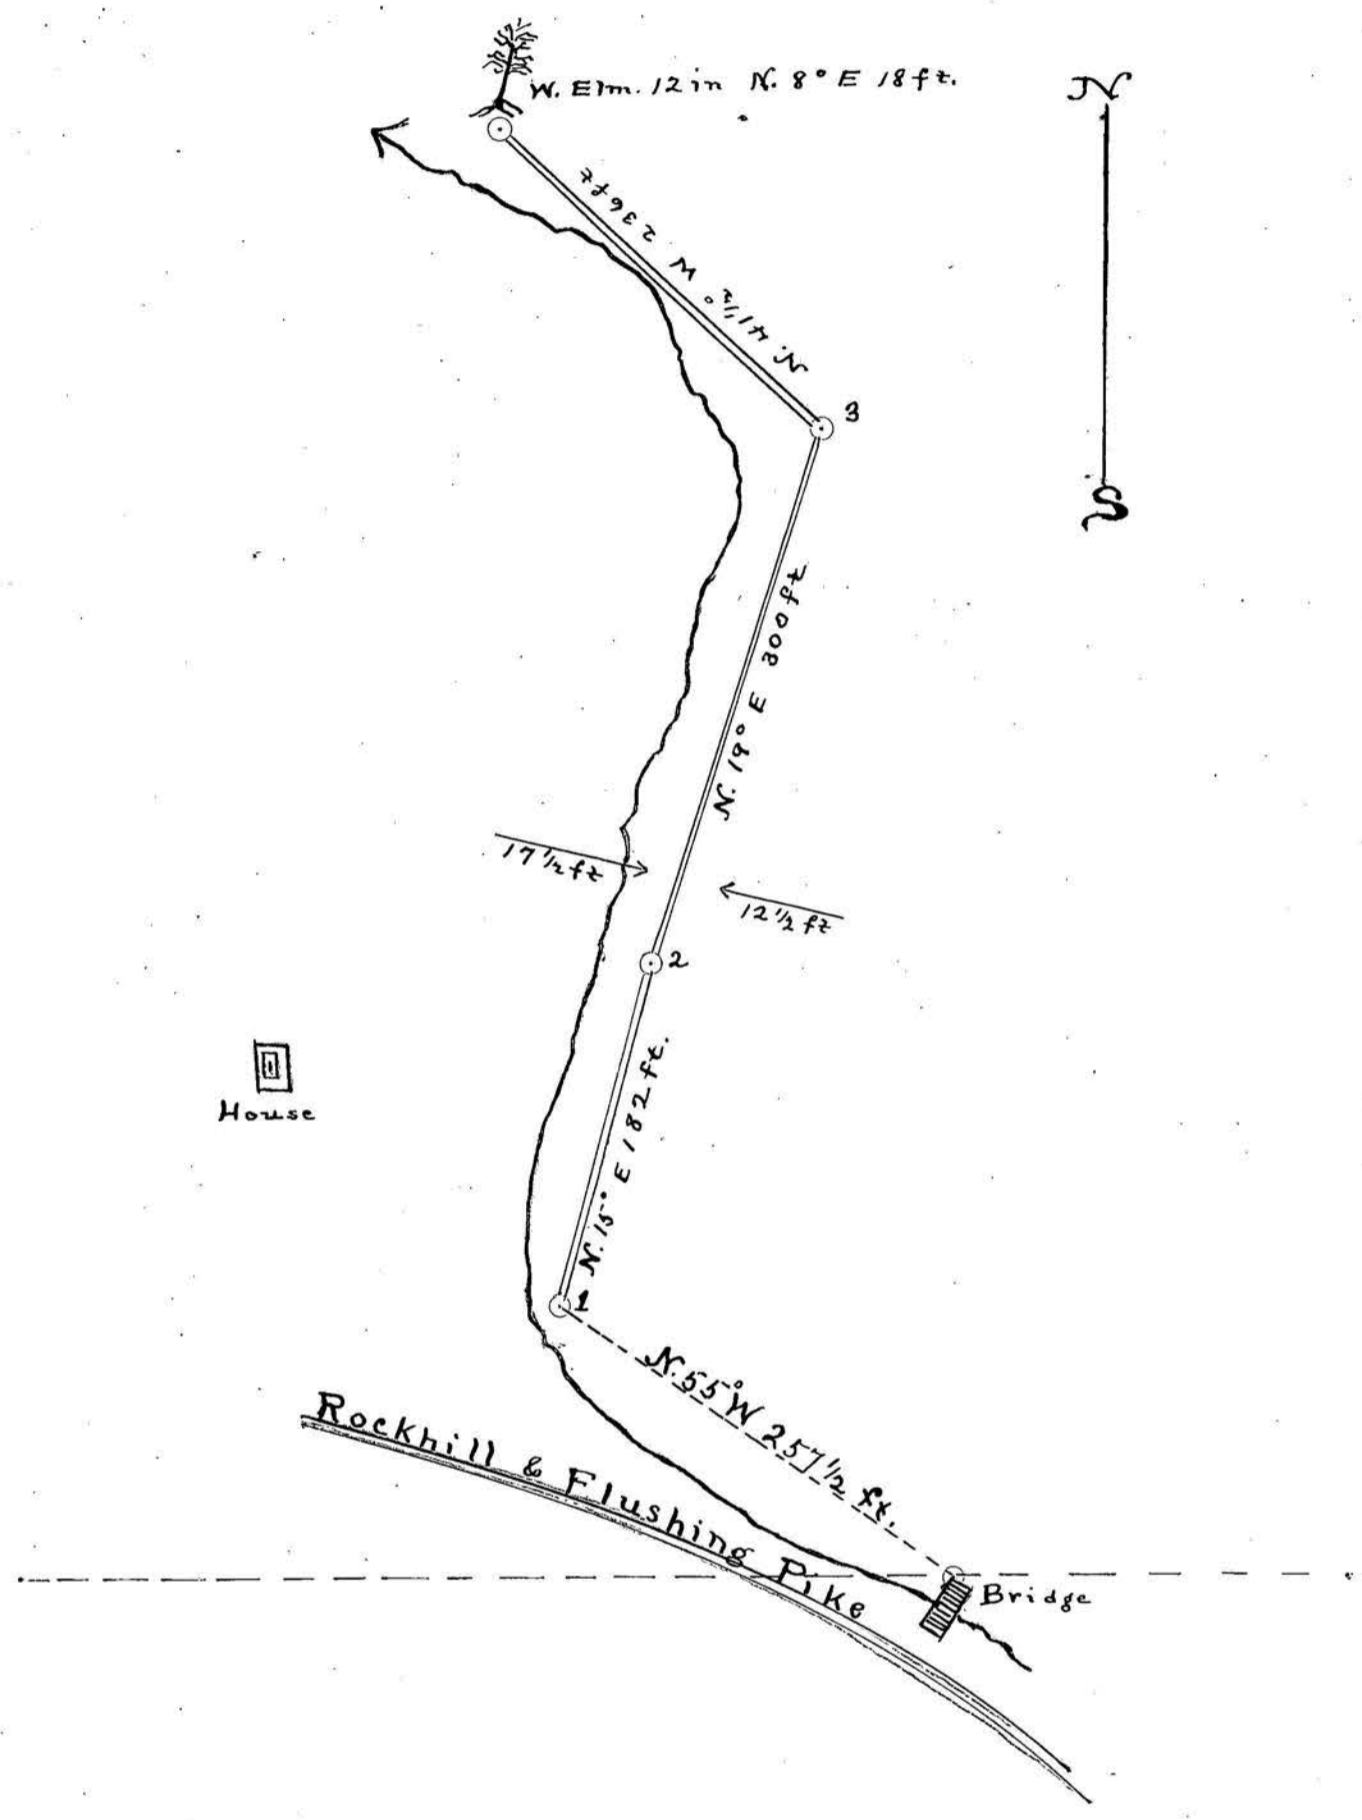 W. Elm. 12 in N. 8° E 18 ft.
N
N. 41½° W. 236 ft
3
S
N. 19° E 300 ft
17½ ft
12½ ft
2
N. 15° E 182 ft.
House
1
N. 55° W 257½ ft.
Rockhill & Flushing Pike
Bridge